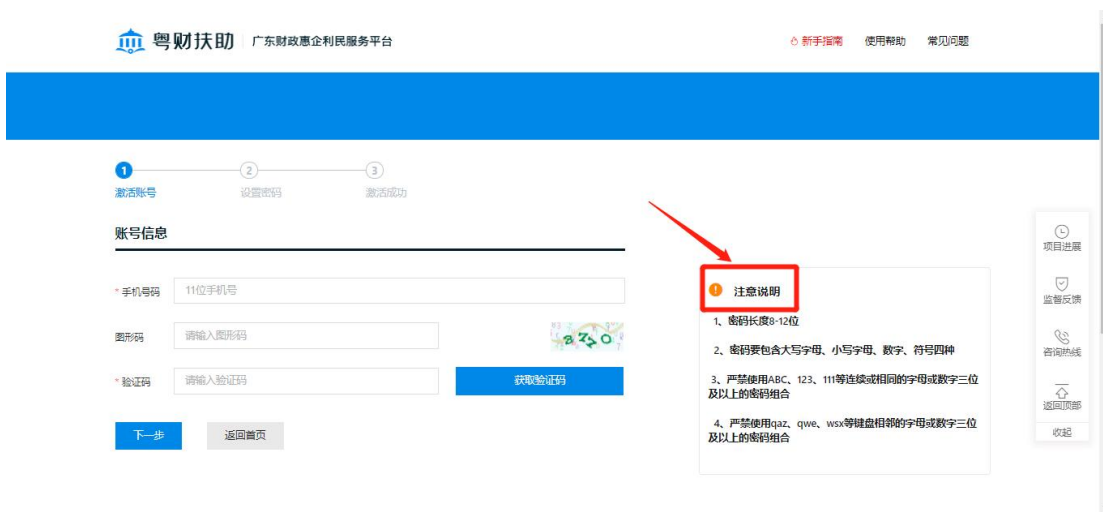 粤财扶助 广东财政惠企利民服务平台
新手指南 使用帮助 常见问题
1 2 3
激活账号 设置密码 激活成功
账号信息
* 手机号码 11位手机号
图形码 请输入图形码
* 验证码 请输入验证码 获取验证码
下一步 返回首页
! 注意说明
1、密码长度8-12位
2、密码要包含大写字母、小写字母、数字、符号四种
3、严禁使用ABC、123、111等连续或相同的字母或数字三位
及以上的密码组合
4、严禁使用qaz、qwe、wsx等键盘相邻的字母或数字三位
及以上的密码组合
项目进展
监督反馈
咨询热线
返回顶部
收起